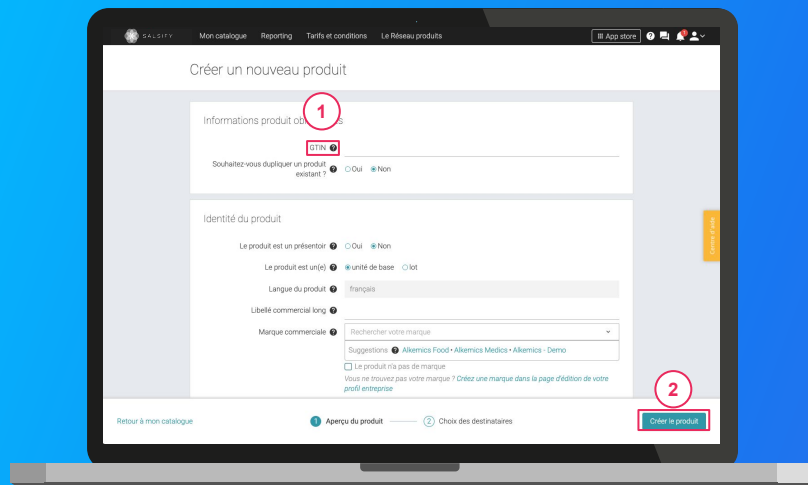 SALSIFY Mon catalogue Reporting Tarifs et conditions Le Réseau produits App store
Créer un nouveau produit
1
Informations produit
GTIN
Souhaitez-vous dupliquer un produit
existant ? Oui Non
Identité du produit
Le produit est un présentoir Oui Non
Le produit est un(e) unité de base lot
Langue du produit français
Libellé commercial long
Marque commerciale Rechercher votre marque
Suggestions Alkemics Food • Alkemics Medics • Alkemics - Demo
Le produit n'a pas de marque
Vous ne trouvez pas votre marque ? Créez une marque dans la page d'édition de votre
profil entreprise
Centre d'aide
2
Retour à mon catalogue 1 Aperçu du produit 2 Choix des destinataires Créer le produit